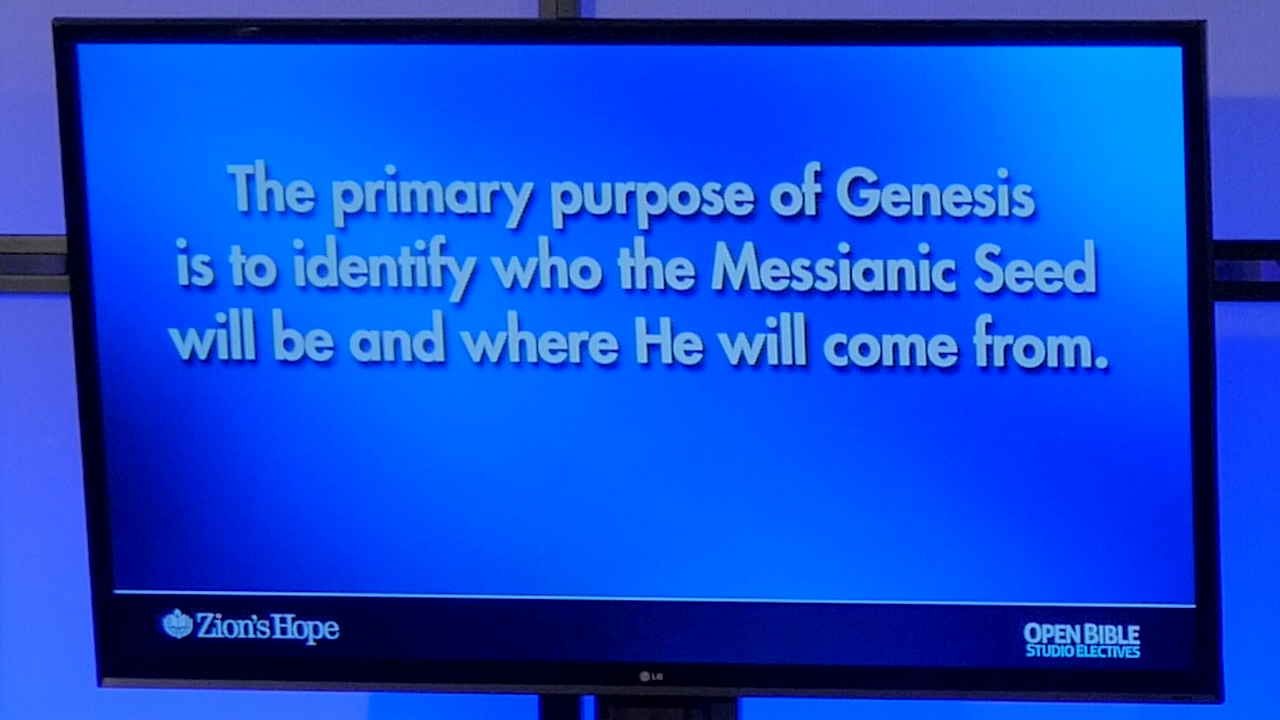 The primary purpose of Genesis
is to identify who the Messianic Seed
will be and where He will come from.
Zion's Hope
OPEN BIBLE
STUDIO ELECTIVES
LG